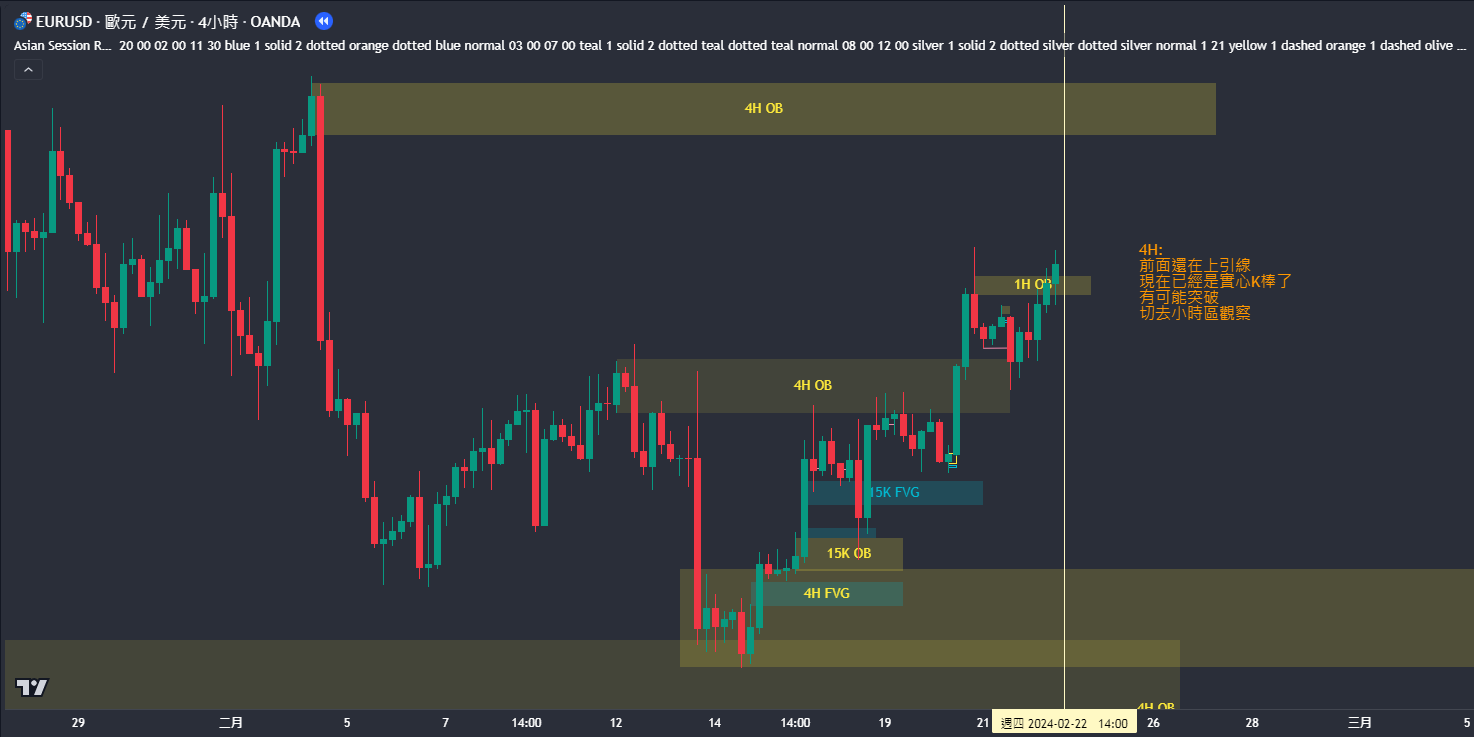 EURUSD · 歐元 / 美元 · 4小時 · OANDA
Asian Session R... 20 00 02 00 11 30 blue 1 solid 2 dotted orange dotted blue normal 03 00 07 00 teal 1 solid 2 dotted teal dotted teal normal 08 00 12 00 silver 1 solid 2 dotted silver dotted silver normal 1 21 yellow 1 dashed orange 1 dashed olive ...
4H OB
4H:
前面還在上引線
現在已經是實心K棒了
有可能突破
切去小時區觀察
1H OB
4H OB
15K FVG
15K OB
4H FVG
4H OB
29 二月 5 7 14:00 12 14 14:00 19 21 週四 2024-02-22 14:00 26 28 三月 5